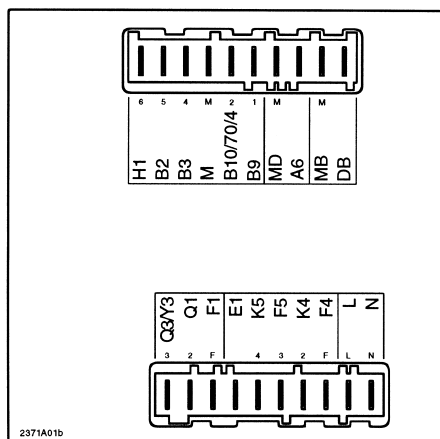 6 5 4 M 2 1 M M
H1 B2 B3 M B10/70/4 B9 MD A6 MB DB
Q3/Y3 Q1 F1 E1 K5 F5 K4 F4 L N
3 2 F 4 3 2 F L N
2371A01b